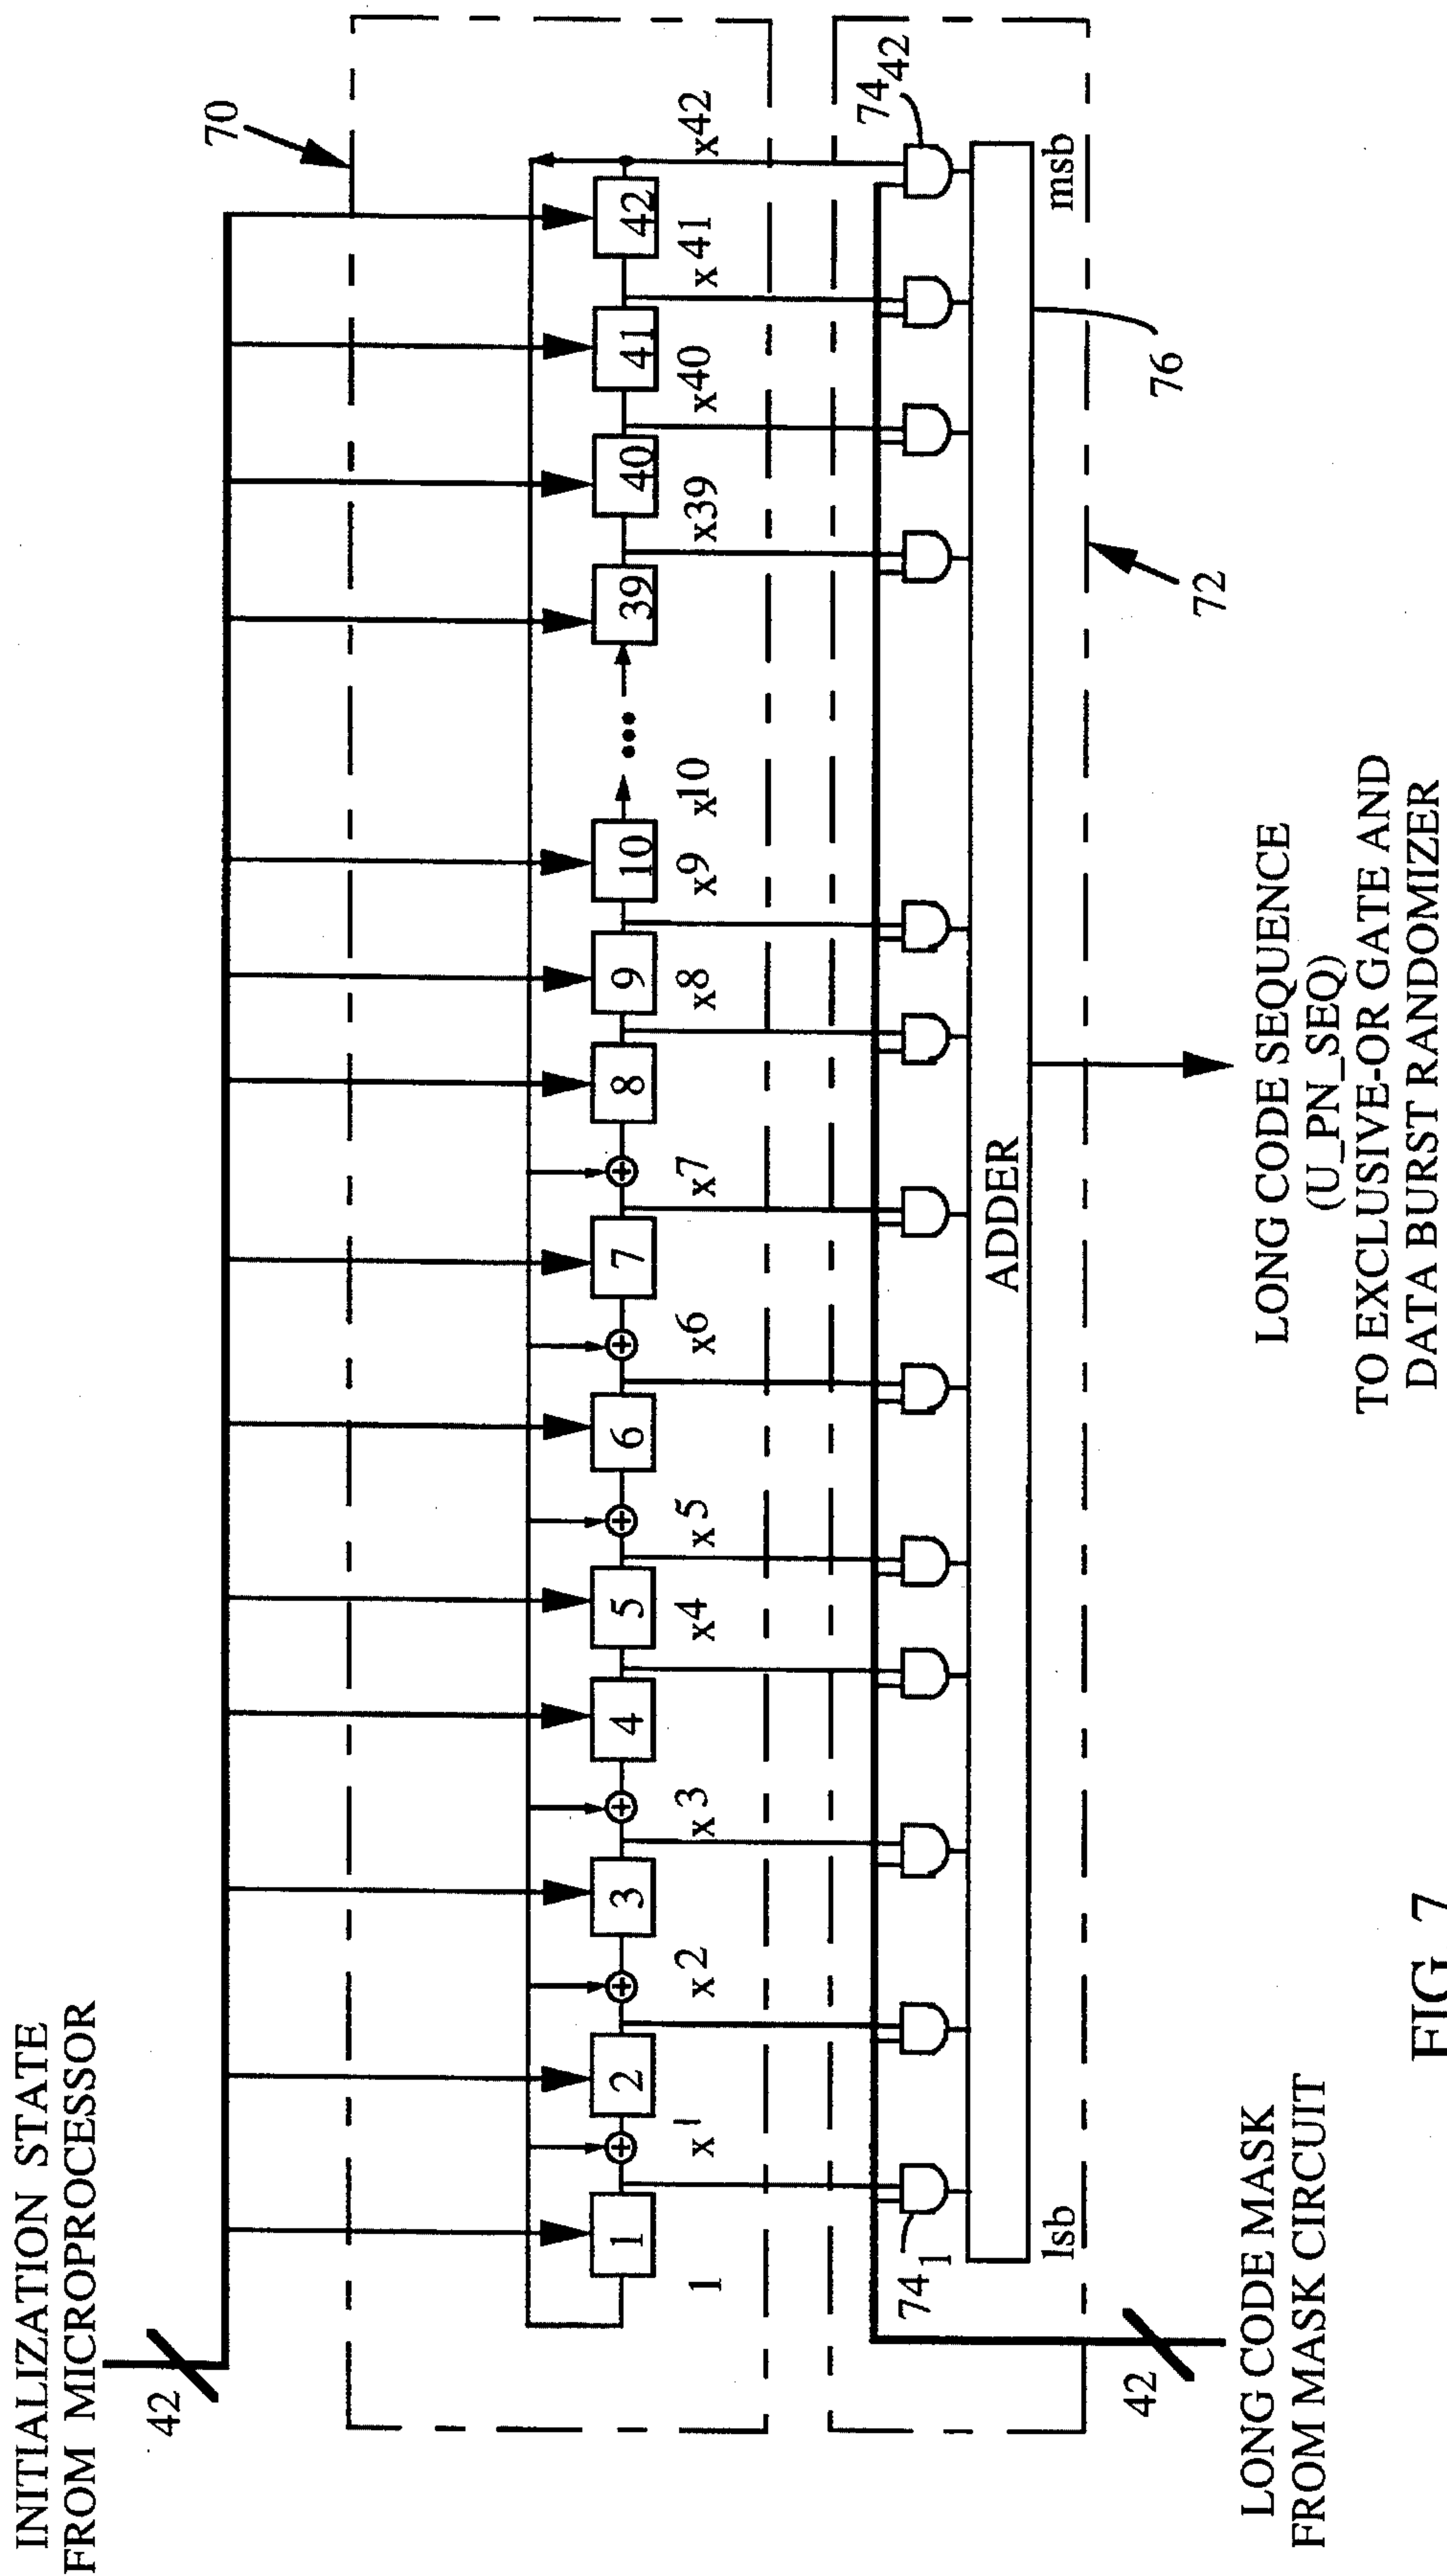 INITIALIZATION STATE
FROM MICROPROCESSOR
42
70
1 2 3 4 5 6 7 8 9 10 ••• 39 40 41 42
1 x1 x2 x3 x4 x5 x6 x7 x8 x9 x10 x39 x40 x41 x42
74 1
74 42
ADDER
lsb
msb
42
72
76
LONG CODE MASK
FROM MASK CIRCUIT
LONG CODE SEQUENCE
(U_PN_SEQ)
TO EXCLUSIVE-OR GATE AND
DATA BURST RANDOMIZER
FIG. 7